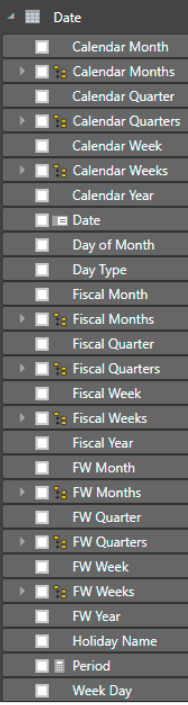 Date
Calendar Month
Calendar Months
Calendar Quarter
Calendar Quarters
Calendar Week
Calendar Weeks
Calendar Year
Date
Day of Month
Day Type
Fiscal Month
Fiscal Months
Fiscal Quarter
Fiscal Quarters
Fiscal Week
Fiscal Weeks
Fiscal Year
FW Month
FW Months
FW Quarter
FW Quarters
FW Week
FW Weeks
FW Year
Holiday Name
Period
Week Day